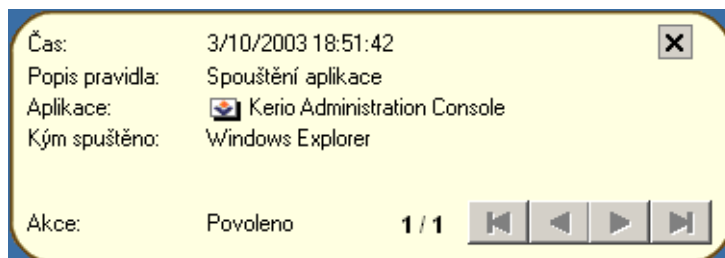 Čas: 3/10/2003 18:51:42
Popis pravidla: Spouštění aplikace
Aplikace: Kerio Administration Console
Kým spuštěno: Windows Explorer
Akce: Povoleno 1 / 1